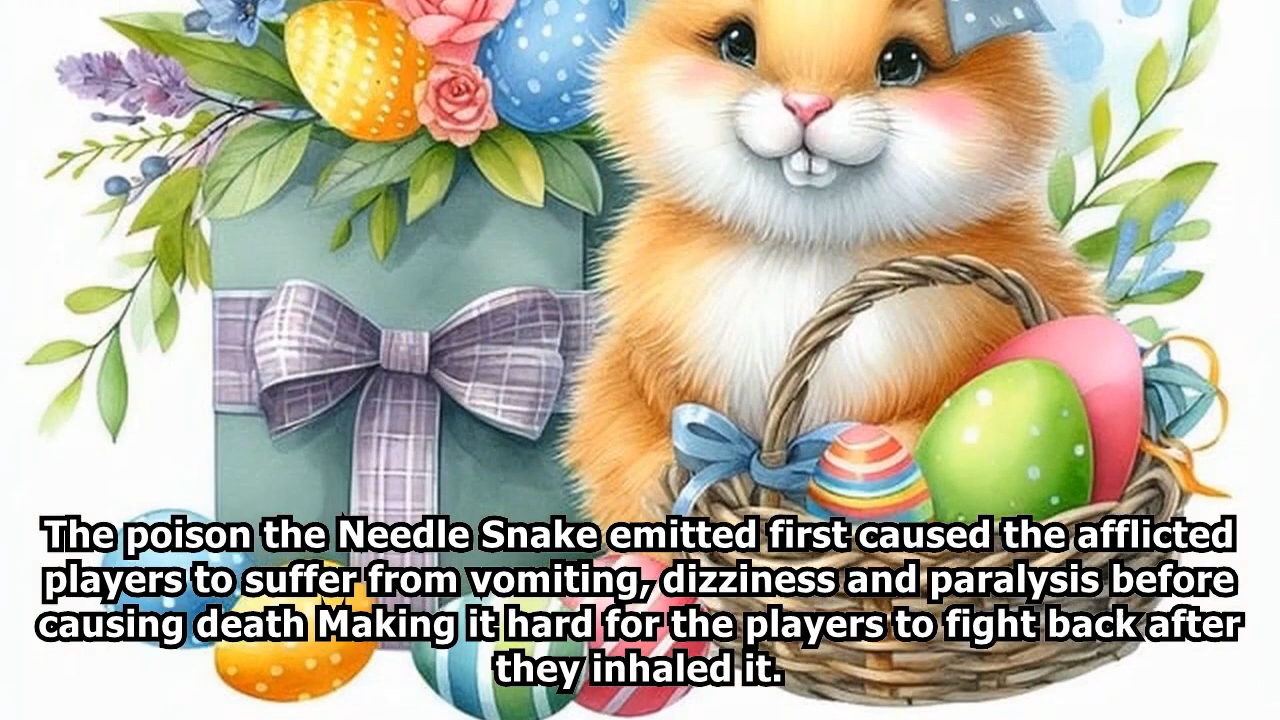 The poison the Needle Snake emitted first caused the afflicted
players to suffer from vomiting, dizziness and paralysis before
causing death Making it hard for the players to fight back after
they inhaled it.